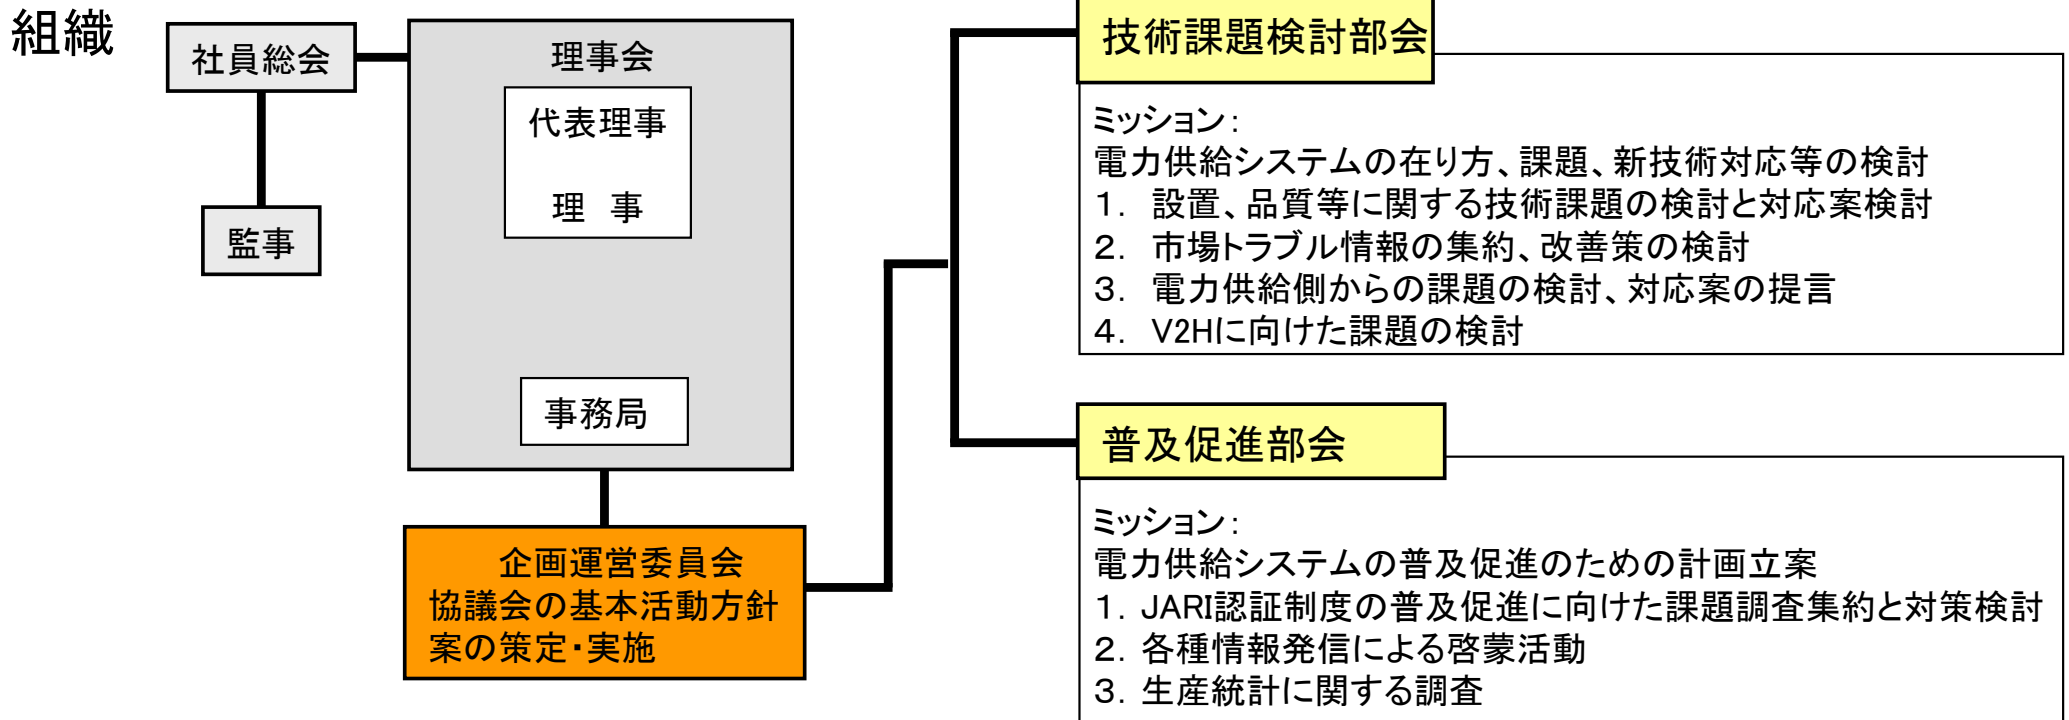 組織
社員総会
監事
理事会
代表理事
理　事
事務局
企画運営委員会
協議会の基本活動方針
案の策定・実施
技術課題検討部会
ミッション：
電力供給システムの在り方、課題、新技術対応等の検討
１．　設置、品質等に関する技術課題の検討と対応案検討
２．　市場トラブル情報の集約、改善策の検討
３．　電力供給側からの課題の検討、対応案の提言
４．　V2Hに向けた課題の検討
普及促進部会
ミッション：
電力供給システムの普及促進のための計画立案
１．JARI認証制度の普及促進に向けた課題調査集約と対策検討
２．各種情報発信による啓蒙活動
３．生産統計に関する調査